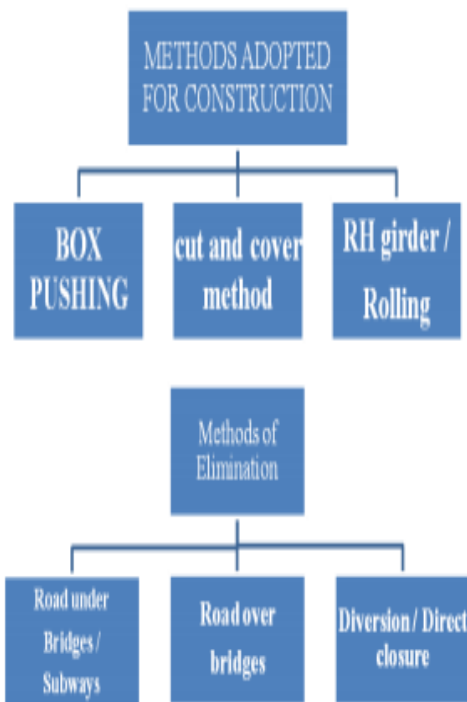 METHODS ADOPTED
FOR CONSTRUCTION
BOX
PUSHING
cut and cover
method
RH girder /
Rolling
Methods of
Elimination
Road under
Bridges /
Subways
Road over
bridges
Diversion / Direct
closure